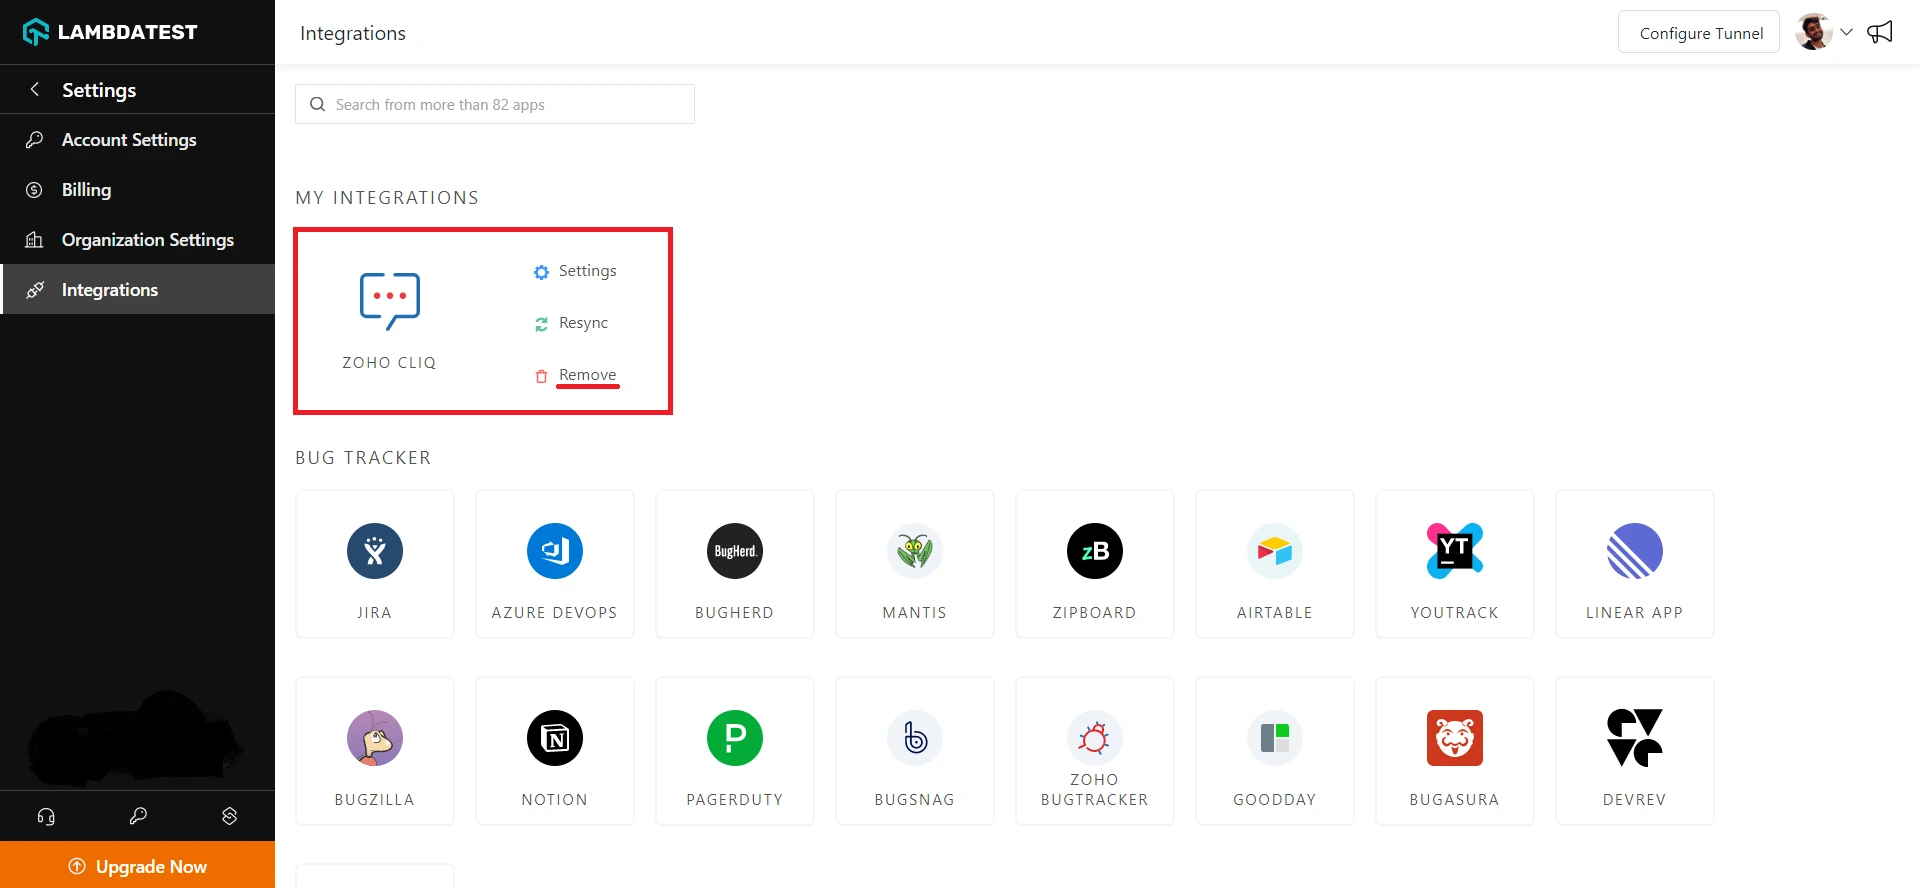 LAMBDATEST
Integrations
Configure Tunnel
Settings
Account Settings
Billing
Organization Settings
Integrations
Upgrade Now
Search from more than 82 apps
MY INTEGRATIONS
ZOHO CLIQ
Settings
Resync
Remove
BUG TRACKER
BugHerd.
zB
YT
JIRA
AZURE DEVOPS
BUGHERD
MANTIS
ZIPBOARD
AIRTABLE
YOUTRACK
LINEAR APP
BUGZILLA
NOTION
PAGERDUTY
BUGSNAG
ZOHO
BUGTRACKER
GOODDAY
BUGASURA
DEVREV